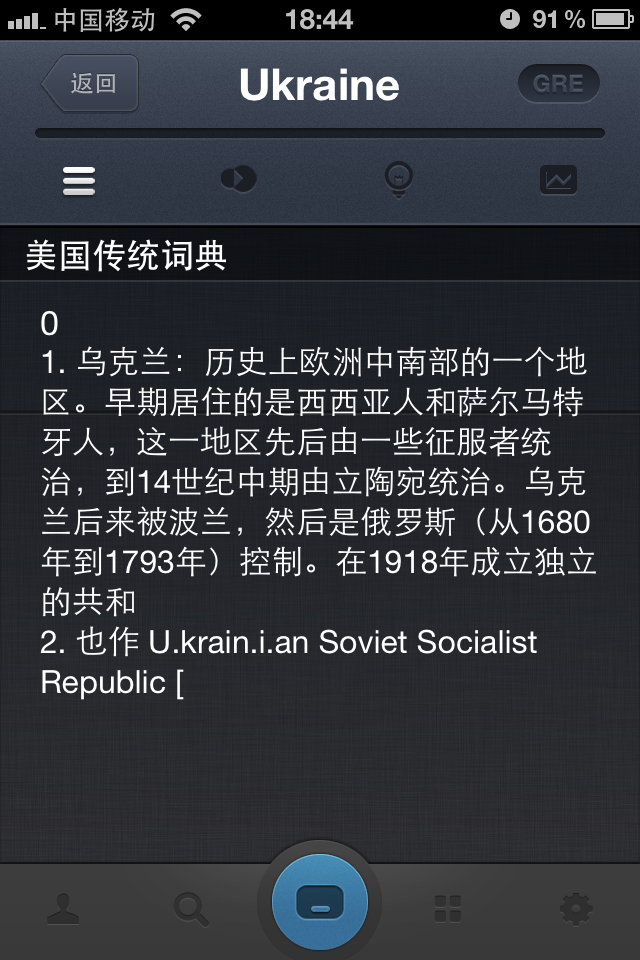 中国移动 18:44 91 %
返回 Ukraine GRE
美国传统词典
0
1. 乌克兰：历史上欧洲中南部的一个地
区。早期居住的是西西亚人和萨尔马特
牙人，这一地区先后由一些征服者统
治，到14世纪中期由立陶宛统治。乌克
兰后来被波兰，然后是俄罗斯（从1680
年到1793年）控制。在1918年成立独立
的共和
2. 也作 U.krain.i.an Soviet Socialist
Republic [